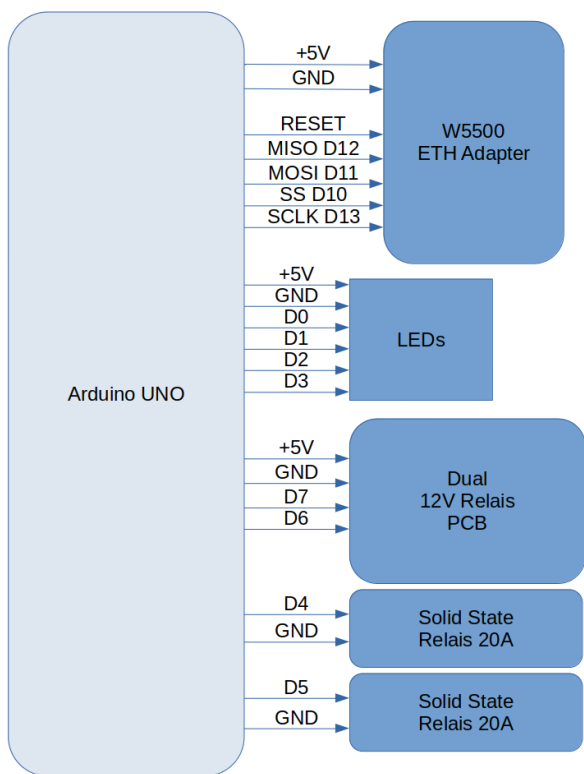 Arduino UNO
+5V
GND
RESET
MISO D12
MOSI D11
SS D10
SCLK D13
W5500
ETH Adapter
+5V
GND
D0
D1
D2
D3
LEDs
+5V
GND
D7
D6
Dual
12V Relais
PCB
D4
GND
Solid State
Relais 20A
D5
GND
Solid State
Relais 20A